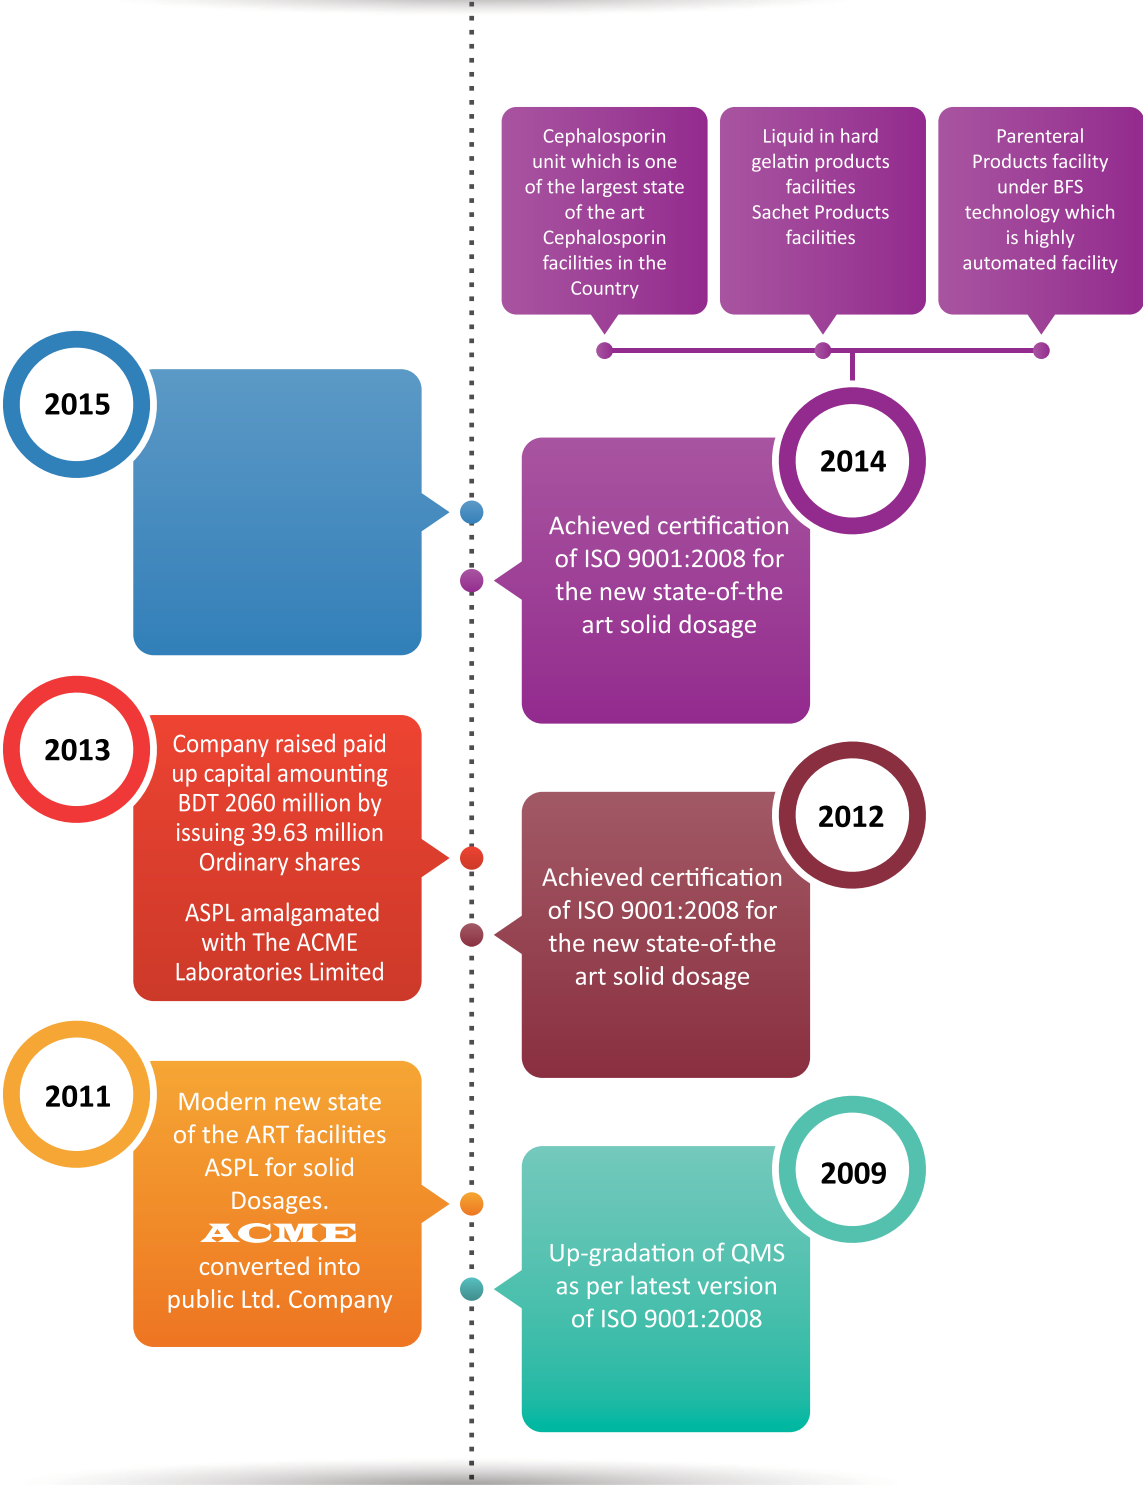 Cephalosporin
unit which is one
of the largest state
of the art
Cephalosporin
facilities in the
Country
Liquid in hard
gelatin products
facilities
Sachet Products
facilities
Parenteral
Products facility
under BFS
technology which
is highly
automated facility
2015
2014
Achieved certification
of ISO 9001:2008 for
the new state-of-the
art solid dosage
2013
Company raised paid
up capital amounting
BDT 2060 million by
issuing 39.63 million
Ordinary shares
ASPL amalgamated
with The ACME
Laboratories Limited
2012
Achieved certification
of ISO 9001:2008 for
the new state-of-the
art solid dosage
2011
Modern new state
of the ART facilities
ASPL for solid
Dosages.
ACME
converted into
public Ltd. Company
2009
Up-gradation of QMS
as per latest version
of ISO 9001:2008